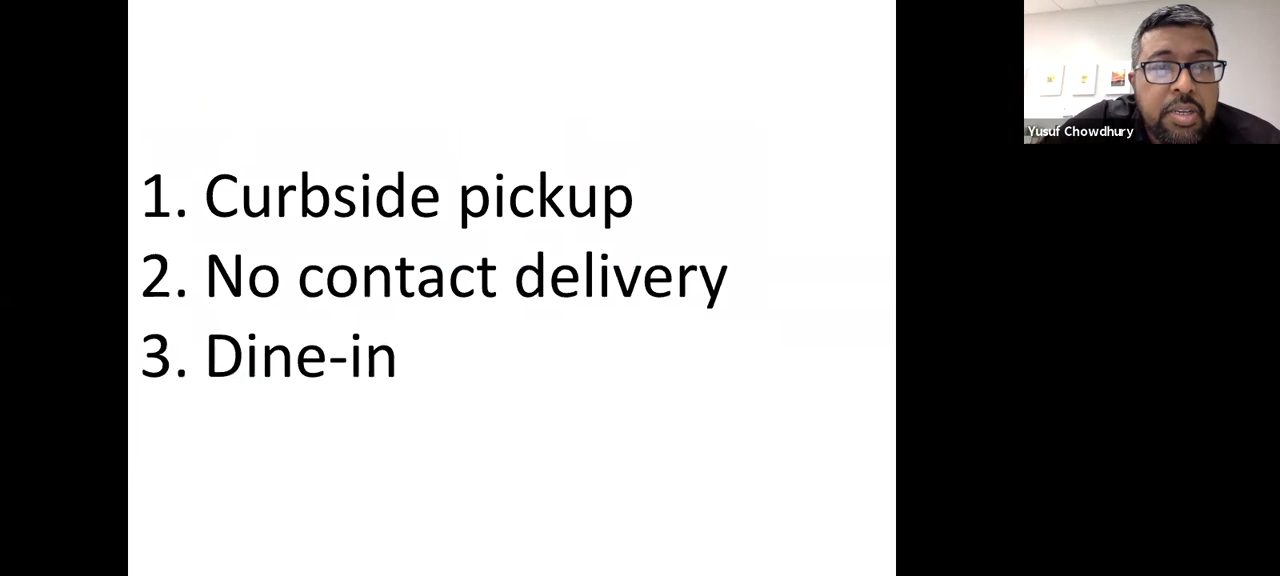 1. Curbside pickup
2. No contact delivery
3. Dine-in
Yusuf Chowdhury